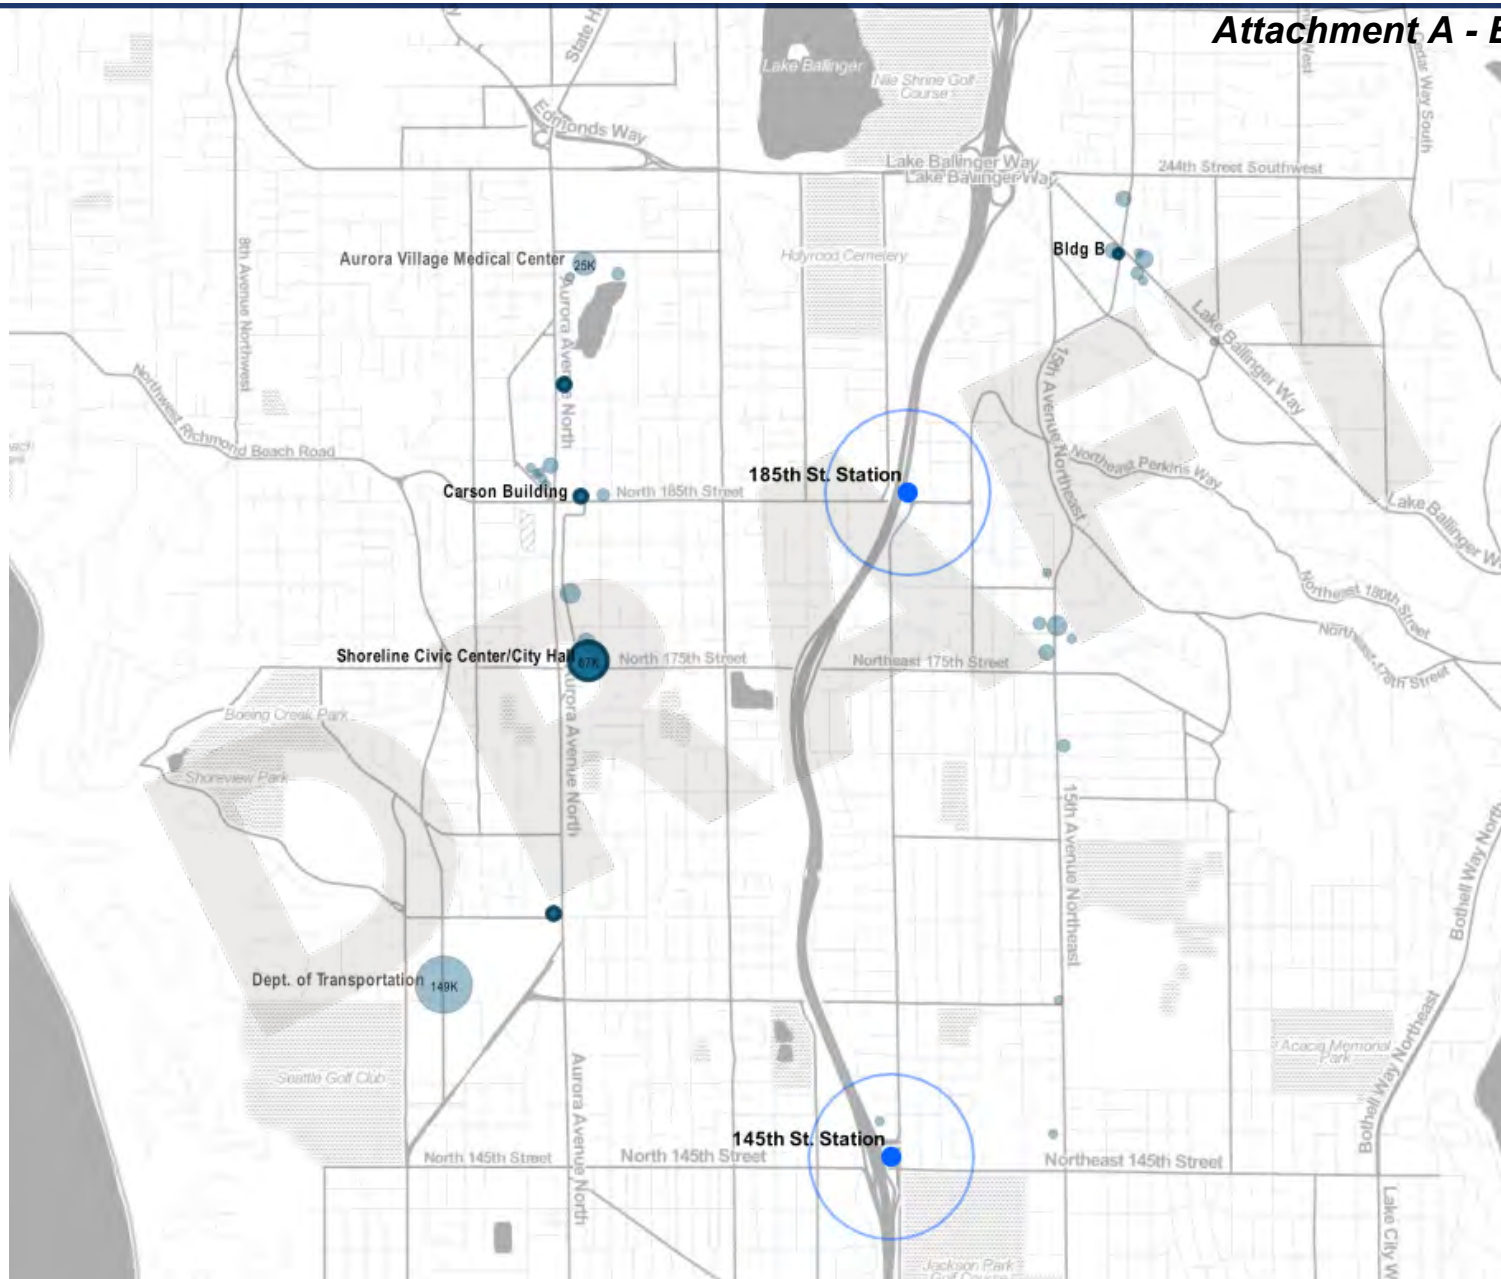 Attachment A - E
State H
Lake Ballinger
Nile Shrine Golf
Course
West
Cedar Way South
Edmonds Way
Lake Ballinger Way
Lake Ballinger Way
244th Street Southwest
Aurora Village Medical Center
25K
Holyrood Cemetery
Bldg B
8th Avenue Northwest
Aurora Avenue North
Lake Ballinger Way
15th Avenue Northeast
Northwest Richmond Beach Road
Northeast Perkins Way
185th St. Station
Carson Building
North 185th Street
Lake Ballinger W
Northeast 180th Street
Northeast 178th Street
Shoreline Civic Center/City Hall
67K
North 175th Street
Northeast 175th Street
Boeing Creek Park
Shoreview Park
Aurora Avenue North
15th Avenue Northeast
Bothell Way North
DRAFT
Dept. of Transportation
149K
Seattle Golf Club
Acacia Memorial
Park
Bothell Way Northeast
Aurora Avenue North
145th St. Station
North 145th Street
North 145th Street
Northeast 145th Street
Lake City W
Jackson Park
Golf Course